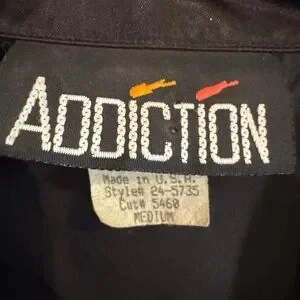 ADDICTION
Made in U.S.A.
Style# 24-5735
Cut# 5460
MEDIUM